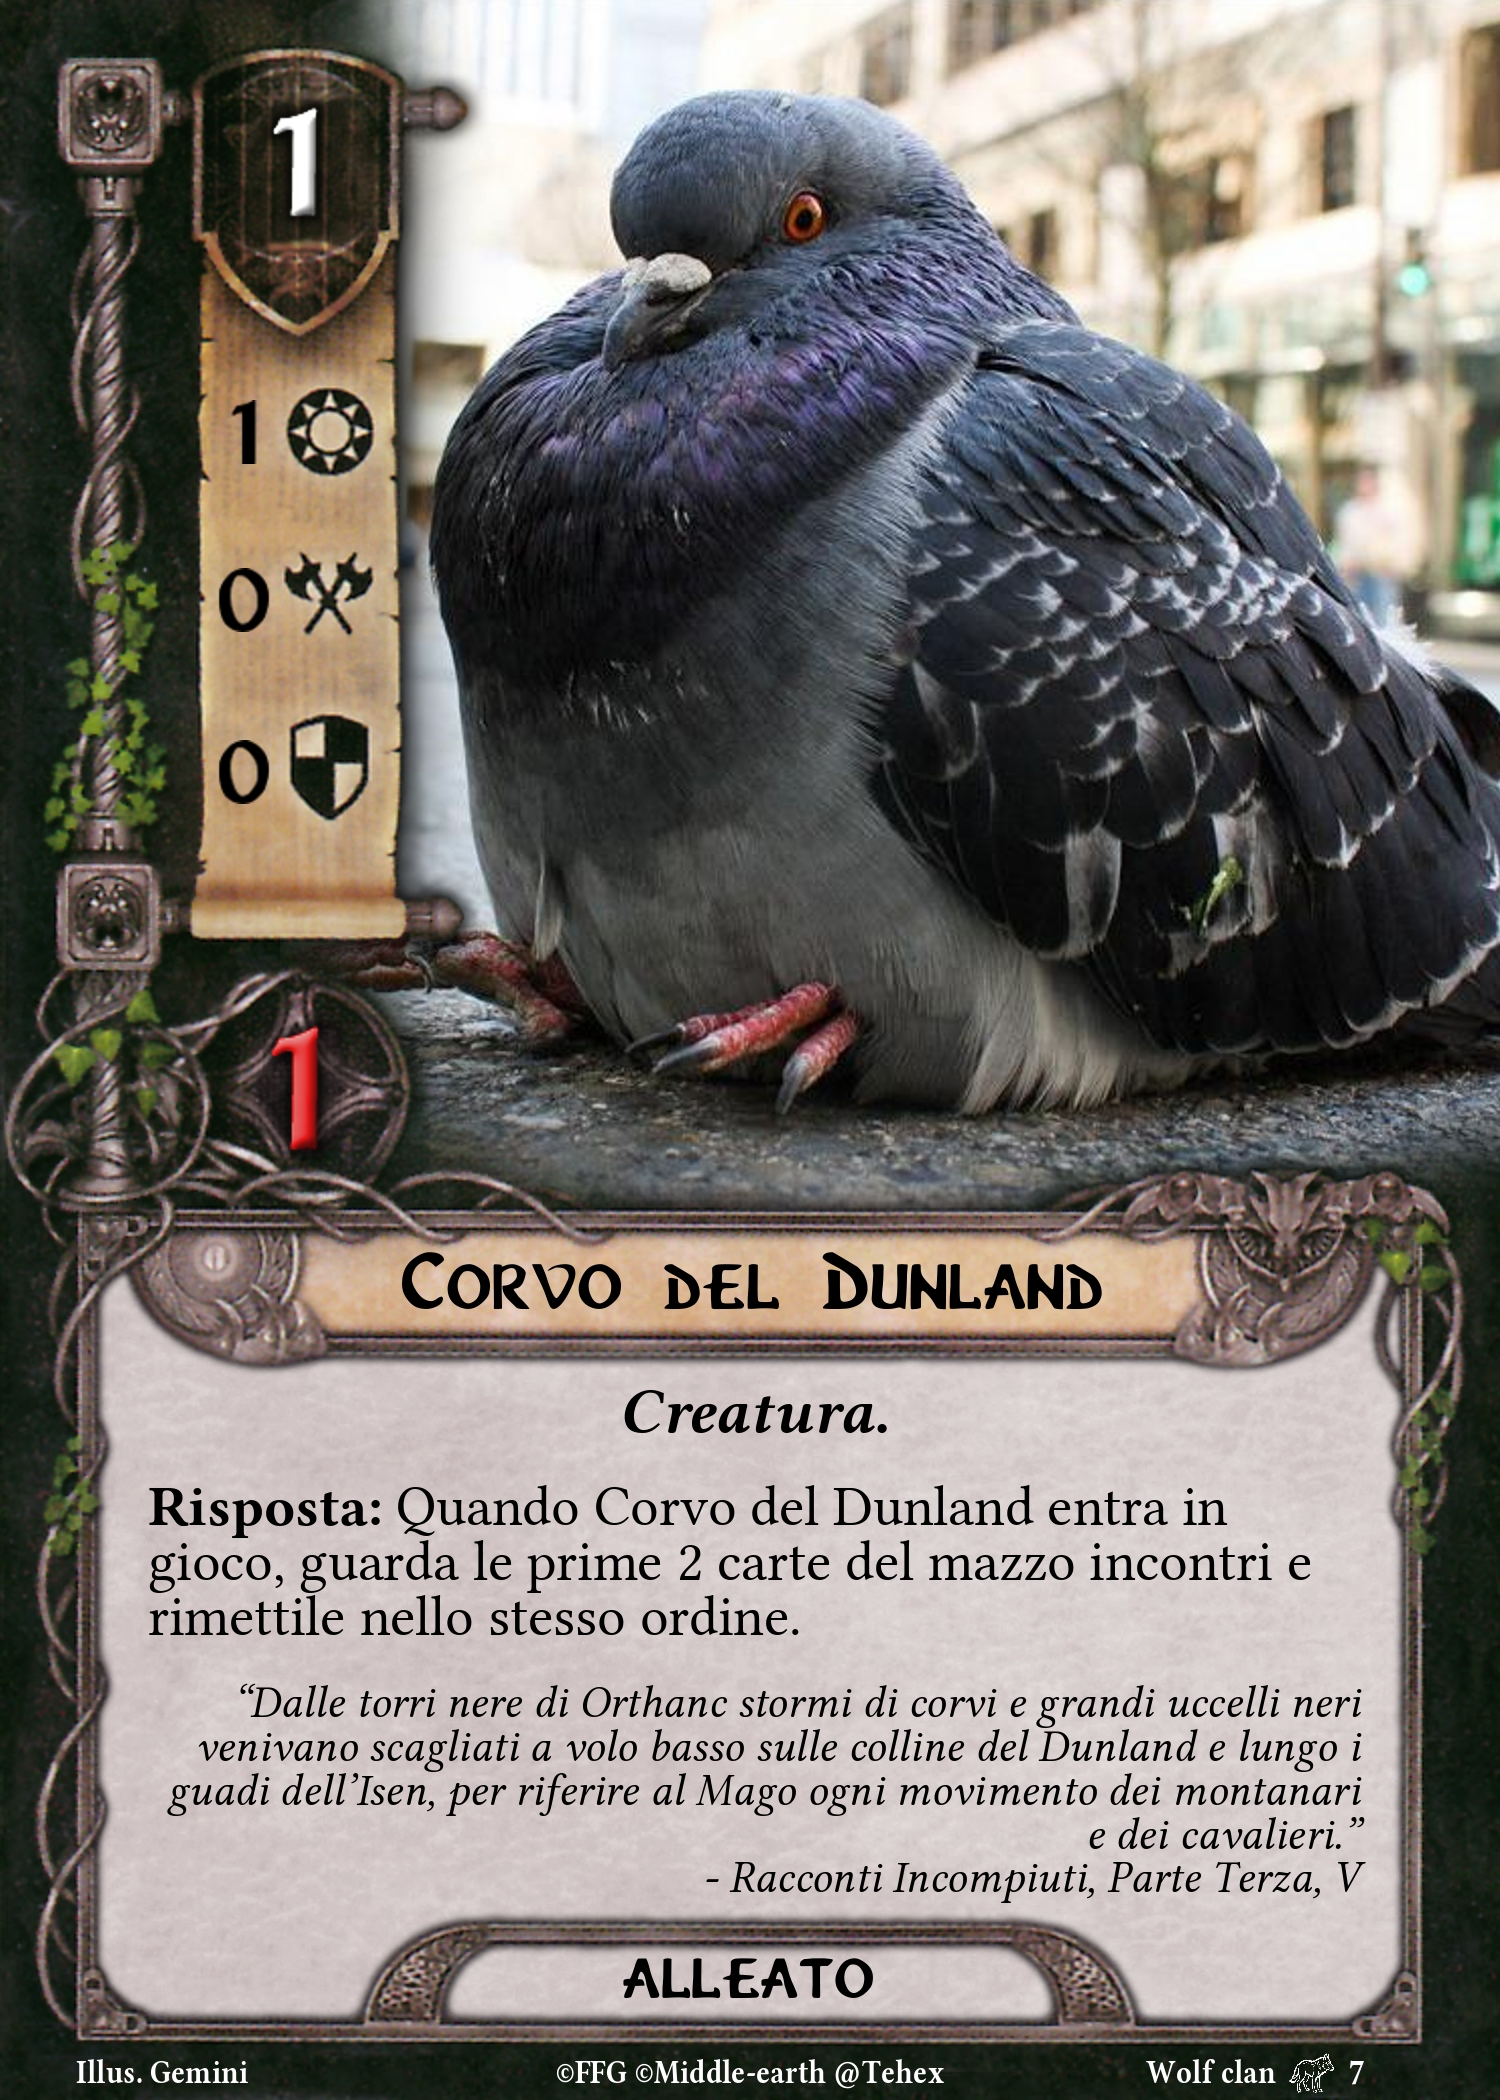 1
1
0
0
1
Corvo del Dunland
Creatura.
Risposta: Quando Corvo del Dunland entra in
gioco, guarda le prime 2 carte del mazzo incontri e
rimettile nello stesso ordine.
“Dalle torri nere di Orthanc stormi di corvi e grandi uccelli neri
venivano scagliati a volo basso sulle colline del Dunland e lungo i
guadi dell’Isen, per riferire al Mago ogni movimento dei montanari
e dei cavalieri.”
- Racconti Incompiuti, Parte Terza, V
ALLEATO
Illus. Gemini ©FFG ©Middle-earth @Tehex Wolf clan 7